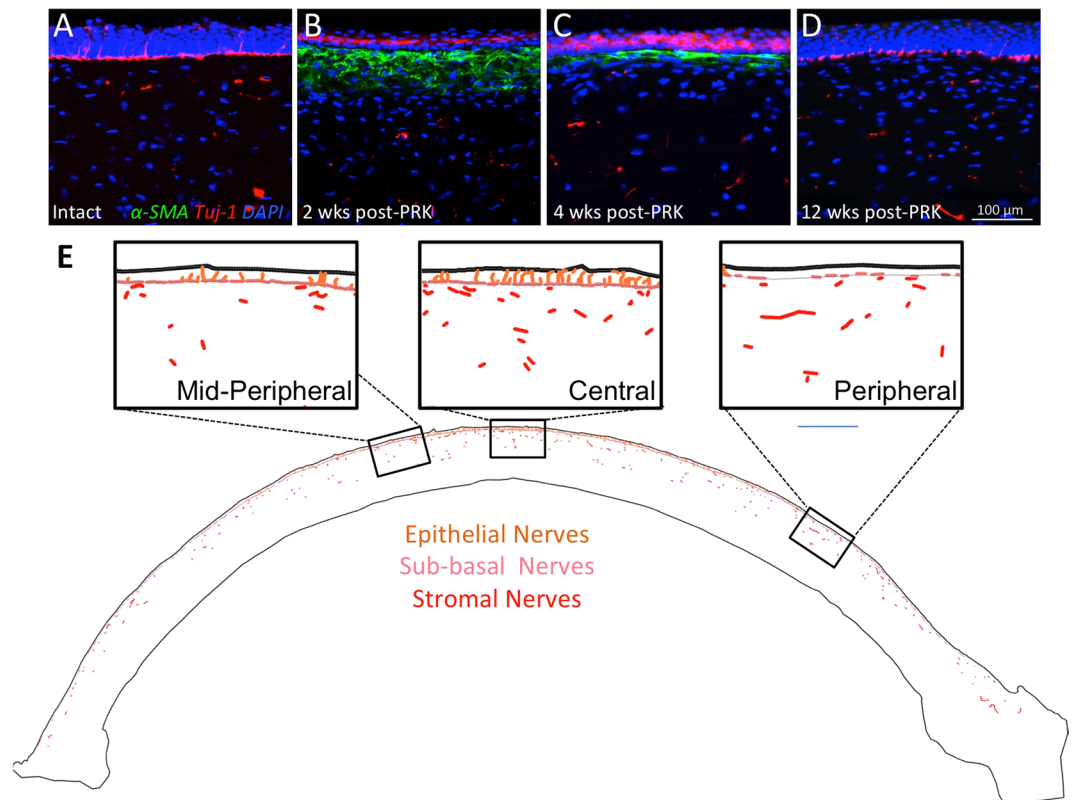 A
B
C
D
Intact
α-SMA Tuj-1 DAPI
2 wks post-PRK
4 wks post-PRK
12 wks post-PRK
100 µm
E
Mid-Peripheral
Central
Peripheral
Epithelial Nerves
Sub-basal Nerves
Stromal Nerves